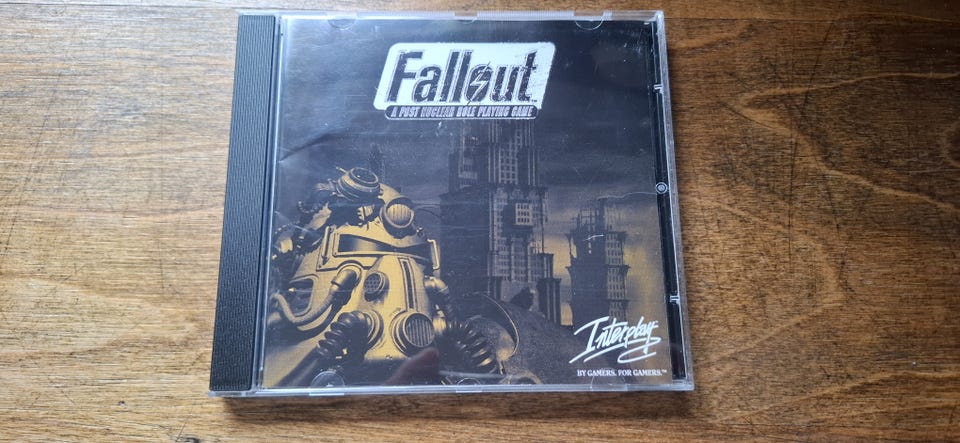 Fallout
A POST NUCLEAR ROLE PLAYING GAME
Interplay
BY GAMERS. FOR GAMERS.™